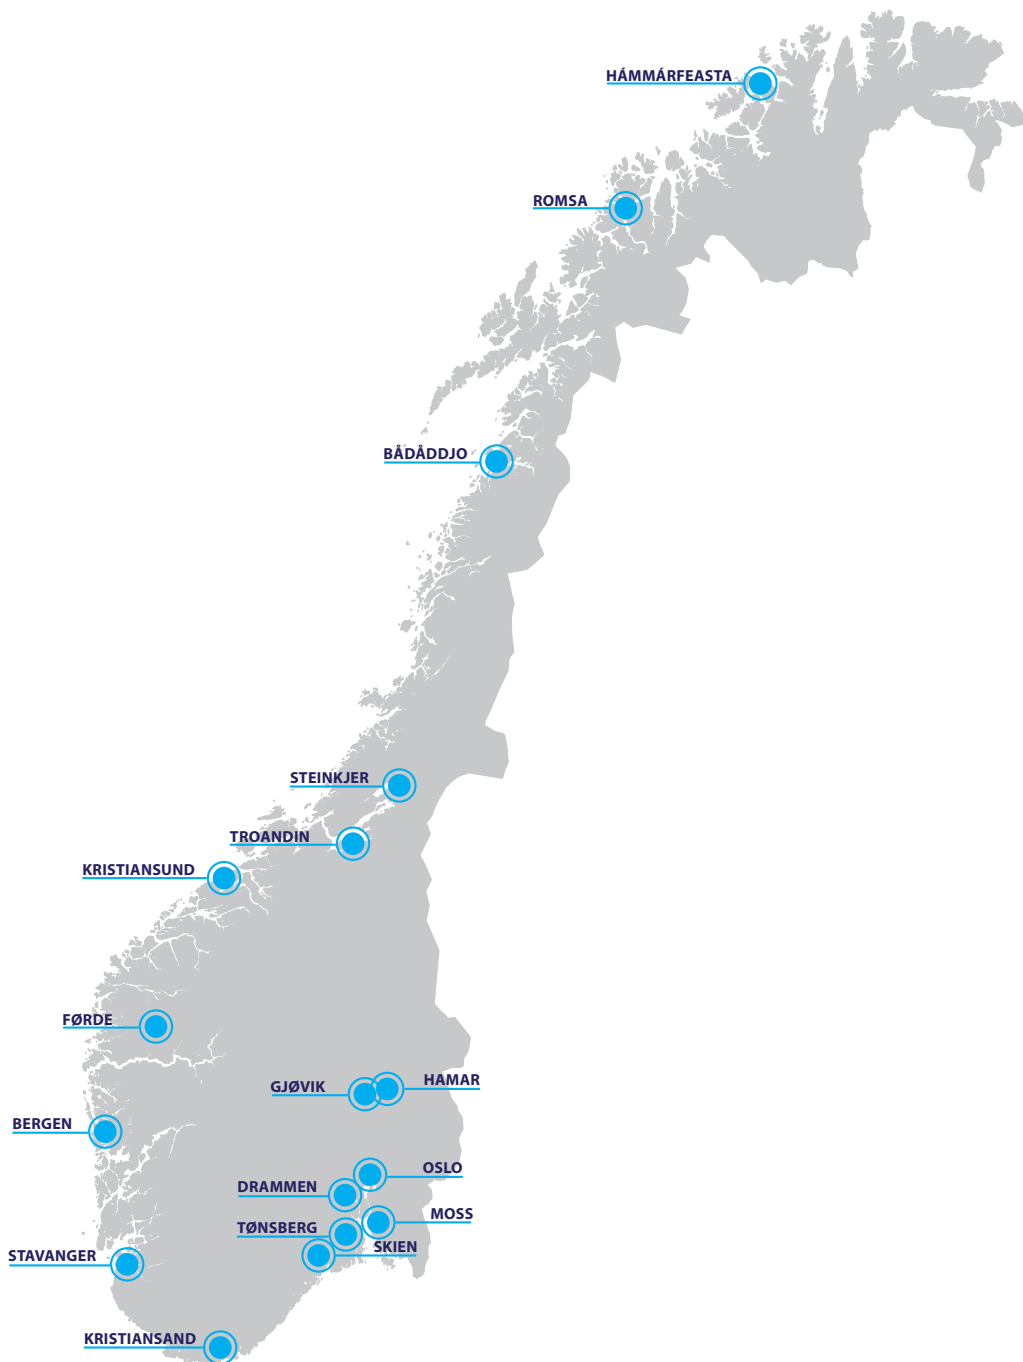 HÁMMÁRFEASTA
ROMSA
BÅDÅDDJO
STEINKJER
TROANDIN
KRISTIANSUND
FØRDE
HAMAR
GJØVIK
BERGEN
OSLO
DRAMMEN
MOSS
TØNSBERG
SKIEN
STAVANGER
KRISTIANSAND